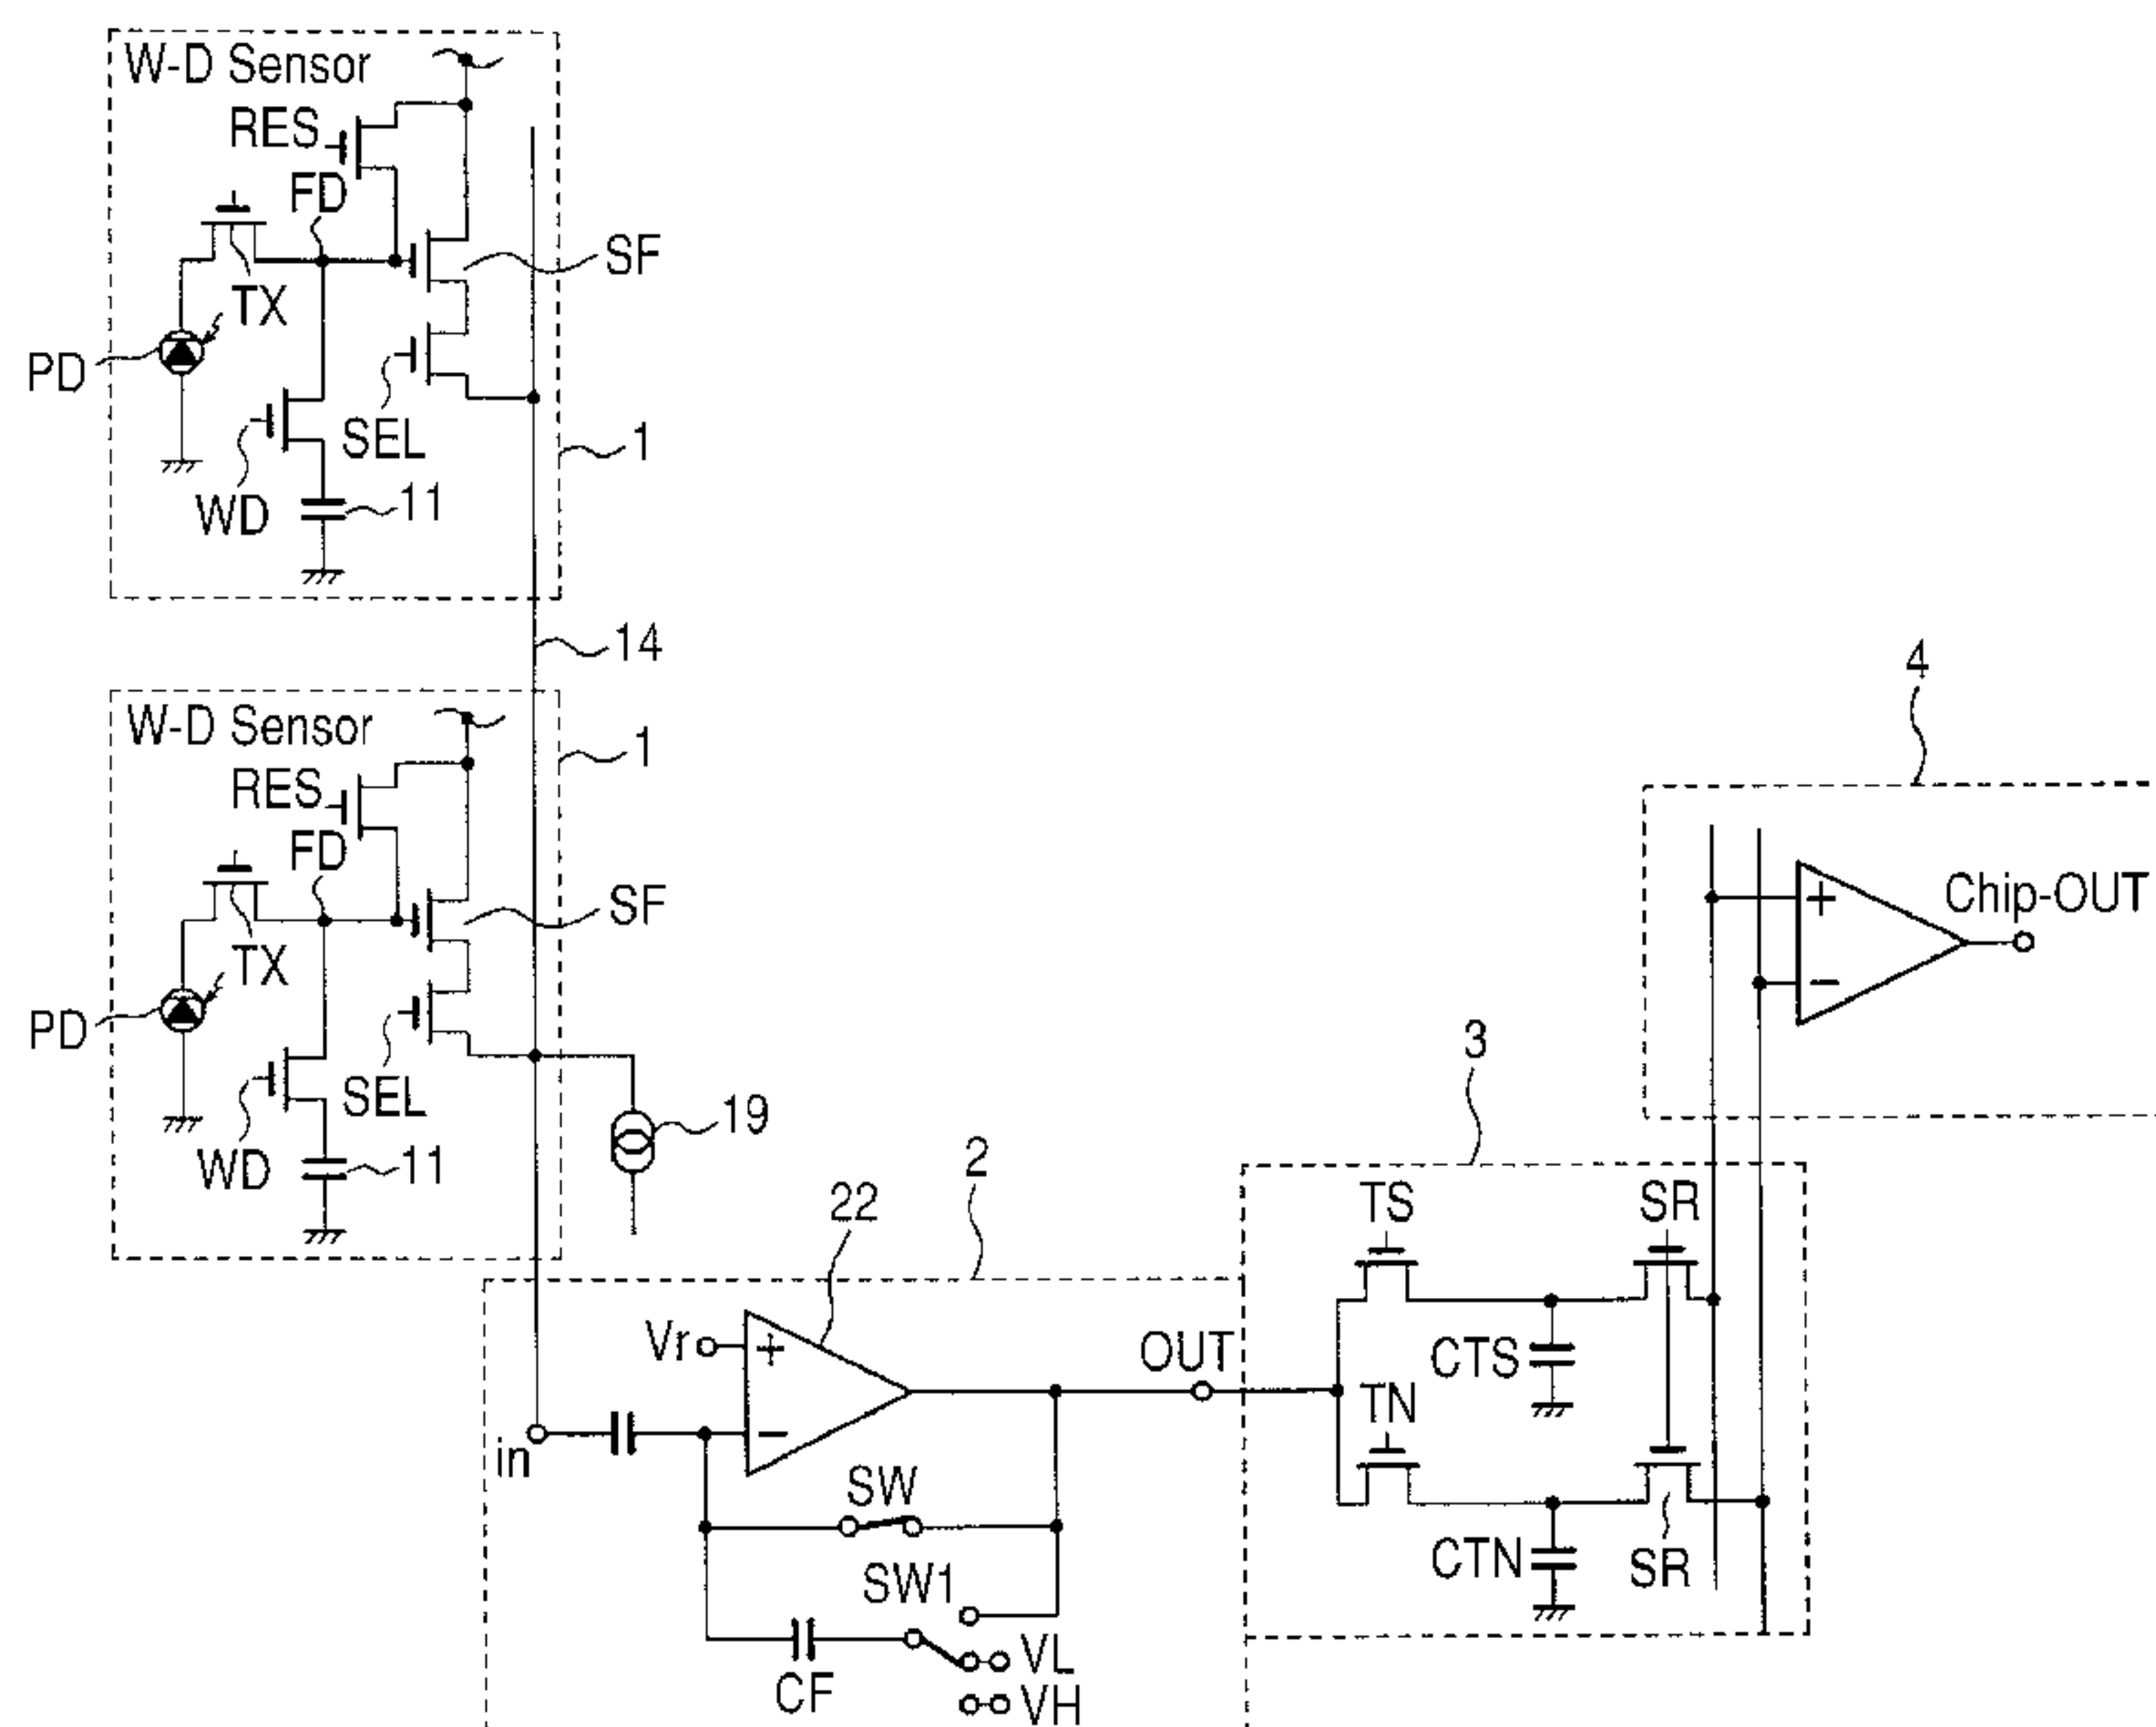 W-D Sensor
RES
FD
SF
TX
PD
SEL
1
WD
11
14
W-D Sensor
1
RES
FD
SF
TX
PD
SEL
19
WD
11
4
Chip-OUT
+
−
3
2
22
TS
SR
Vr
+
OUT
CTS
TN
in
−
SW
CTN
SR
SW1
VL
CF
VH